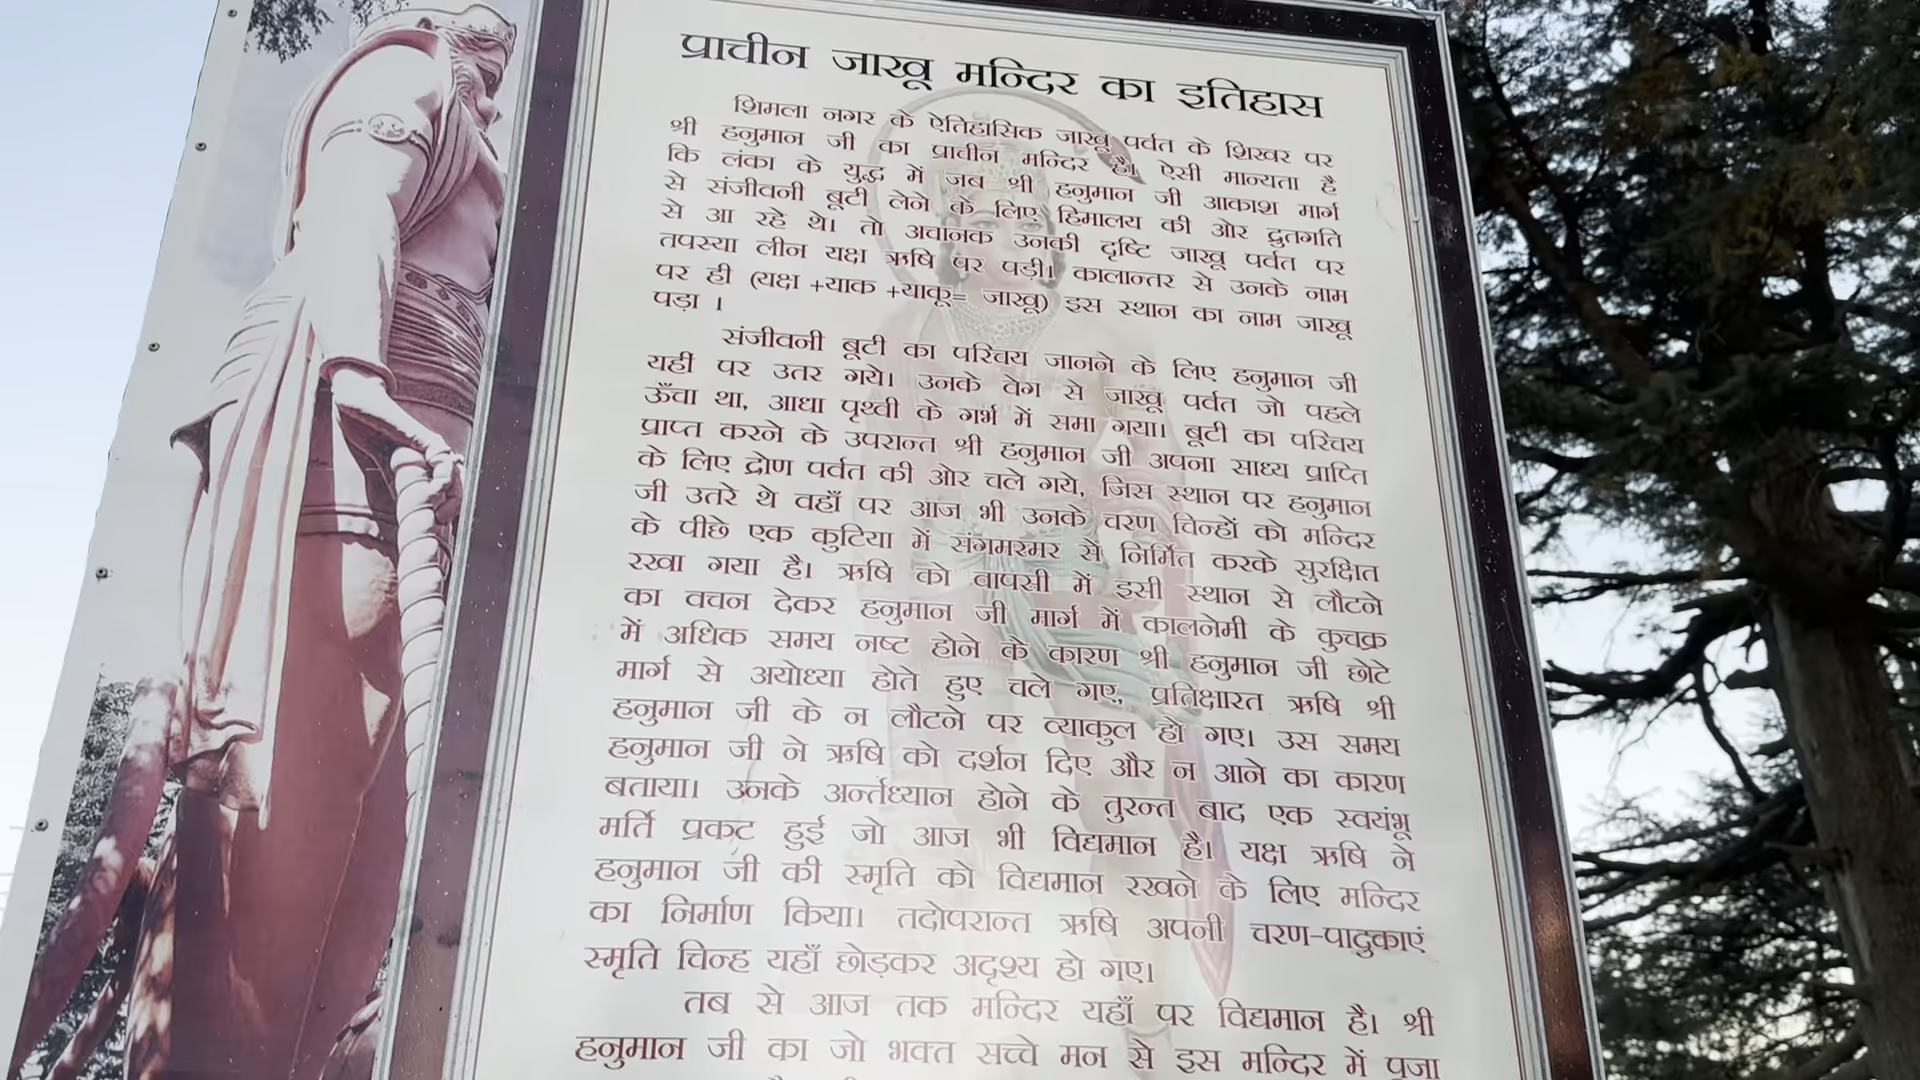 प्राचीन जाखू मन्दिर का इतिहास
शिमला नगर के ऐतिहासिक जाखू पर्वत के शिखर पर
श्री हनुमान जी का प्राचीन मन्दिर है। ऐसी मान्यता है
कि लंका के युद्ध में जब श्री हनुमान जी आकाश मार्ग
से संजीवनी बूटी लेने के लिए हिमालय की ओर द्रुतगति
से आ रहे थे। तो अचानक उनकी दृष्टि जाखू पर्वत पर
तपस्या लीन यक्ष ऋषि पर पड़ी। कालान्तर से उनके नाम
पर ही (यक्ष +याक +याकू= जाखू) इस स्थान का नाम जाखू
पड़ा ।
संजीवनी बूटी का परिचय जानने के लिए हनुमान जी
यहीं पर उतर गये। उनके वेग से जाखू पर्वत जो पहले
ऊँचा था, आधा पृथ्वी के गर्भ में समा गया। बूटी का परिचय
प्राप्त करने के उपरान्त श्री हनुमान जी अपना साध्य प्राप्ति
के लिए द्रोण पर्वत की ओर चले गये, जिस स्थान पर हनुमान
जी उतरे थे वहाँ पर आज भी उनके चरण चिन्हों को मन्दिर
के पीछे एक कुटिया में संगमरमर से निर्मित करके सुरक्षित
रखा गया है। ऋषि को वापसी में इसी स्थान से लौटने
का वचन देकर हनुमान जी मार्ग में कालनेमी के कुचक्र
में अधिक समय नष्ट होने के कारण श्री हनुमान जी छोटे
मार्ग से अयोध्या होते हुए चले गए, प्रतिक्षारत ऋषि श्री
हनुमान जी के न लौटने पर व्याकुल हो गए। उस समय
हनुमान जी ने ऋषि को दर्शन दिए और न आने का कारण
बताया। उनके अर्न्तध्यान होने के तुरन्त बाद एक स्वयंभू
मर्ति प्रकट हुई जो आज भी विद्यमान है। यक्ष ऋषि ने
हनुमान जी की स्मृति को विद्यमान रखने के लिए मन्दिर
का निर्माण किया। तदोपरान्त ऋषि अपनी चरण-पादुकाएं
स्मृति चिन्ह यहाँ छोड़कर अदृश्य हो गए।
तब से आज तक मन्दिर यहाँ पर विद्यमान है। श्री
हनुमान जी का जो भक्त सच्चे मन से इस मन्दिर में पूजा